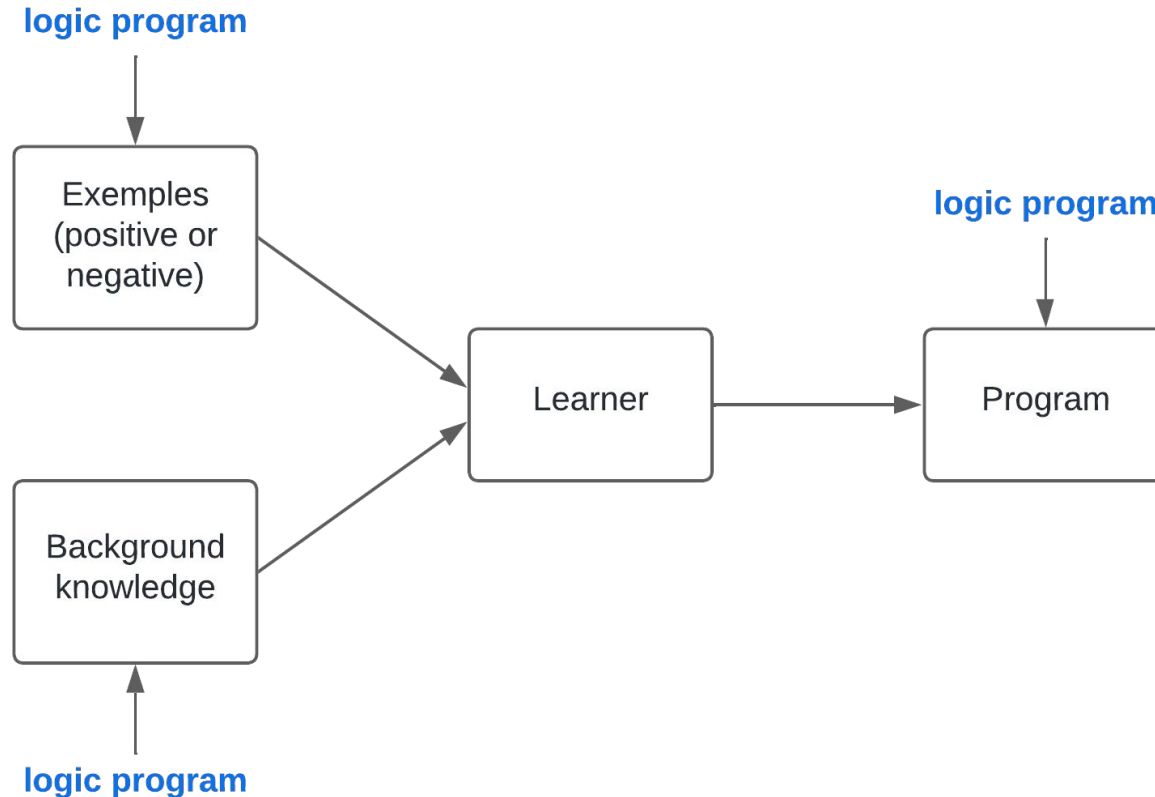 logic program
Exemples
(positive or
negative)
logic program
Learner
Program
Background
knowledge
logic program